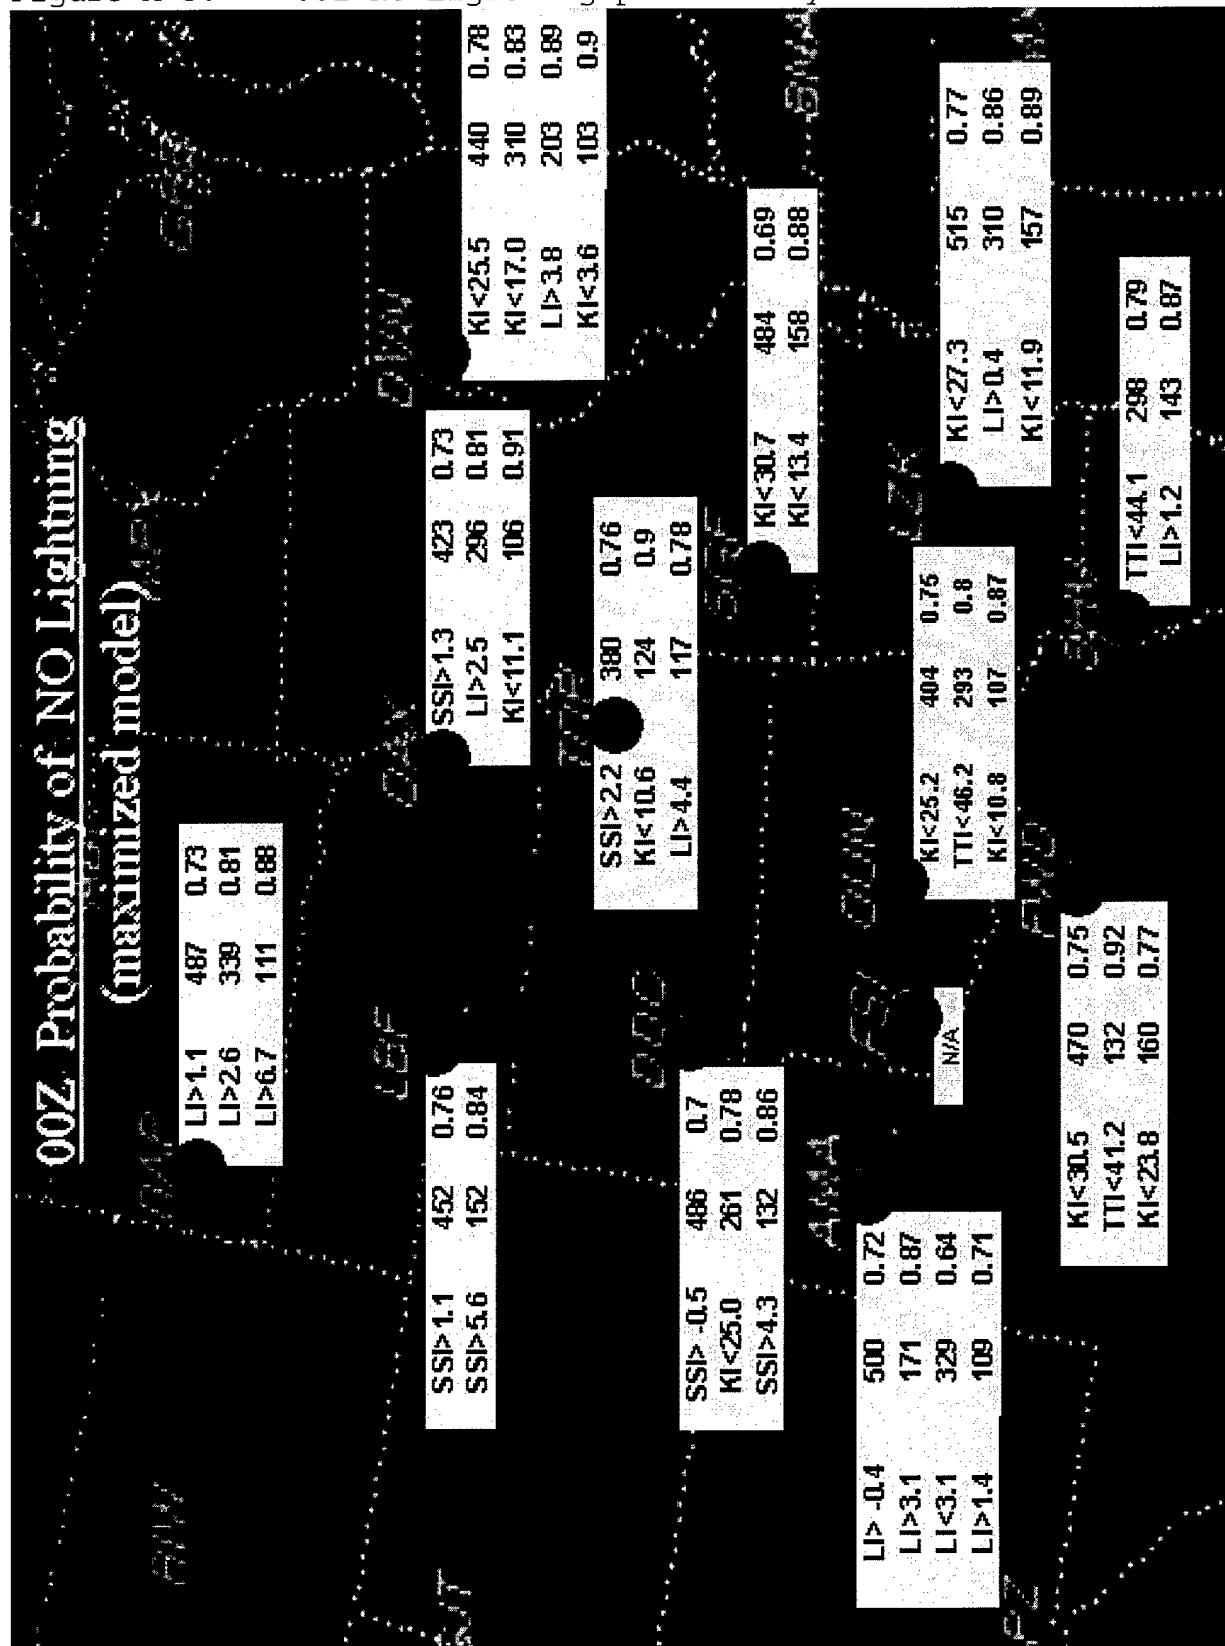 00Z Probability of NO Lighting
(maximized model)
LI>1.1 487 0.73
LI>2.6 339 0.81
LI>6.7 111 0.88
LBF
SSI>1.1 452 0.76
SSI>5.6 152 0.84
OAX
SSI>1.3 423 0.73
LI>2.5 296 0.81
KI<11.1 106 0.91
DVN
KI<25.5 440 0.78
KI<17.0 310 0.83
LI>3.8 203 0.89
KI<3.6 103 0.9
TOP
SSI>2.2 380 0.76
KI<10.6 124 0.9
LI>4.4 117 0.78
DDC
SSI> -0.5 486 0.7
KI<25.0 261 0.78
SSI>4.3 132 0.86
KI<30.7 484 0.69
KI<13.4 158 0.88
AMA
LI> -0.4 500 0.72
LI>3.1 171 0.87
LI<3.1 329 0.64
LI>1.4 109 0.71
N/A
OUN
KI<25.2 404 0.75
TTI<46.2 293 0.8
KI<10.8 107 0.87
LZK
KI<27.3 515 0.77
LI>0.4 310 0.86
KI<11.9 157 0.89
FWD
KI<30.5 470 0.75
TTI<41.2 132 0.92
KI<23.8 160 0.77
TTI<44.1 298 0.79
LI>1.2 143 0.87